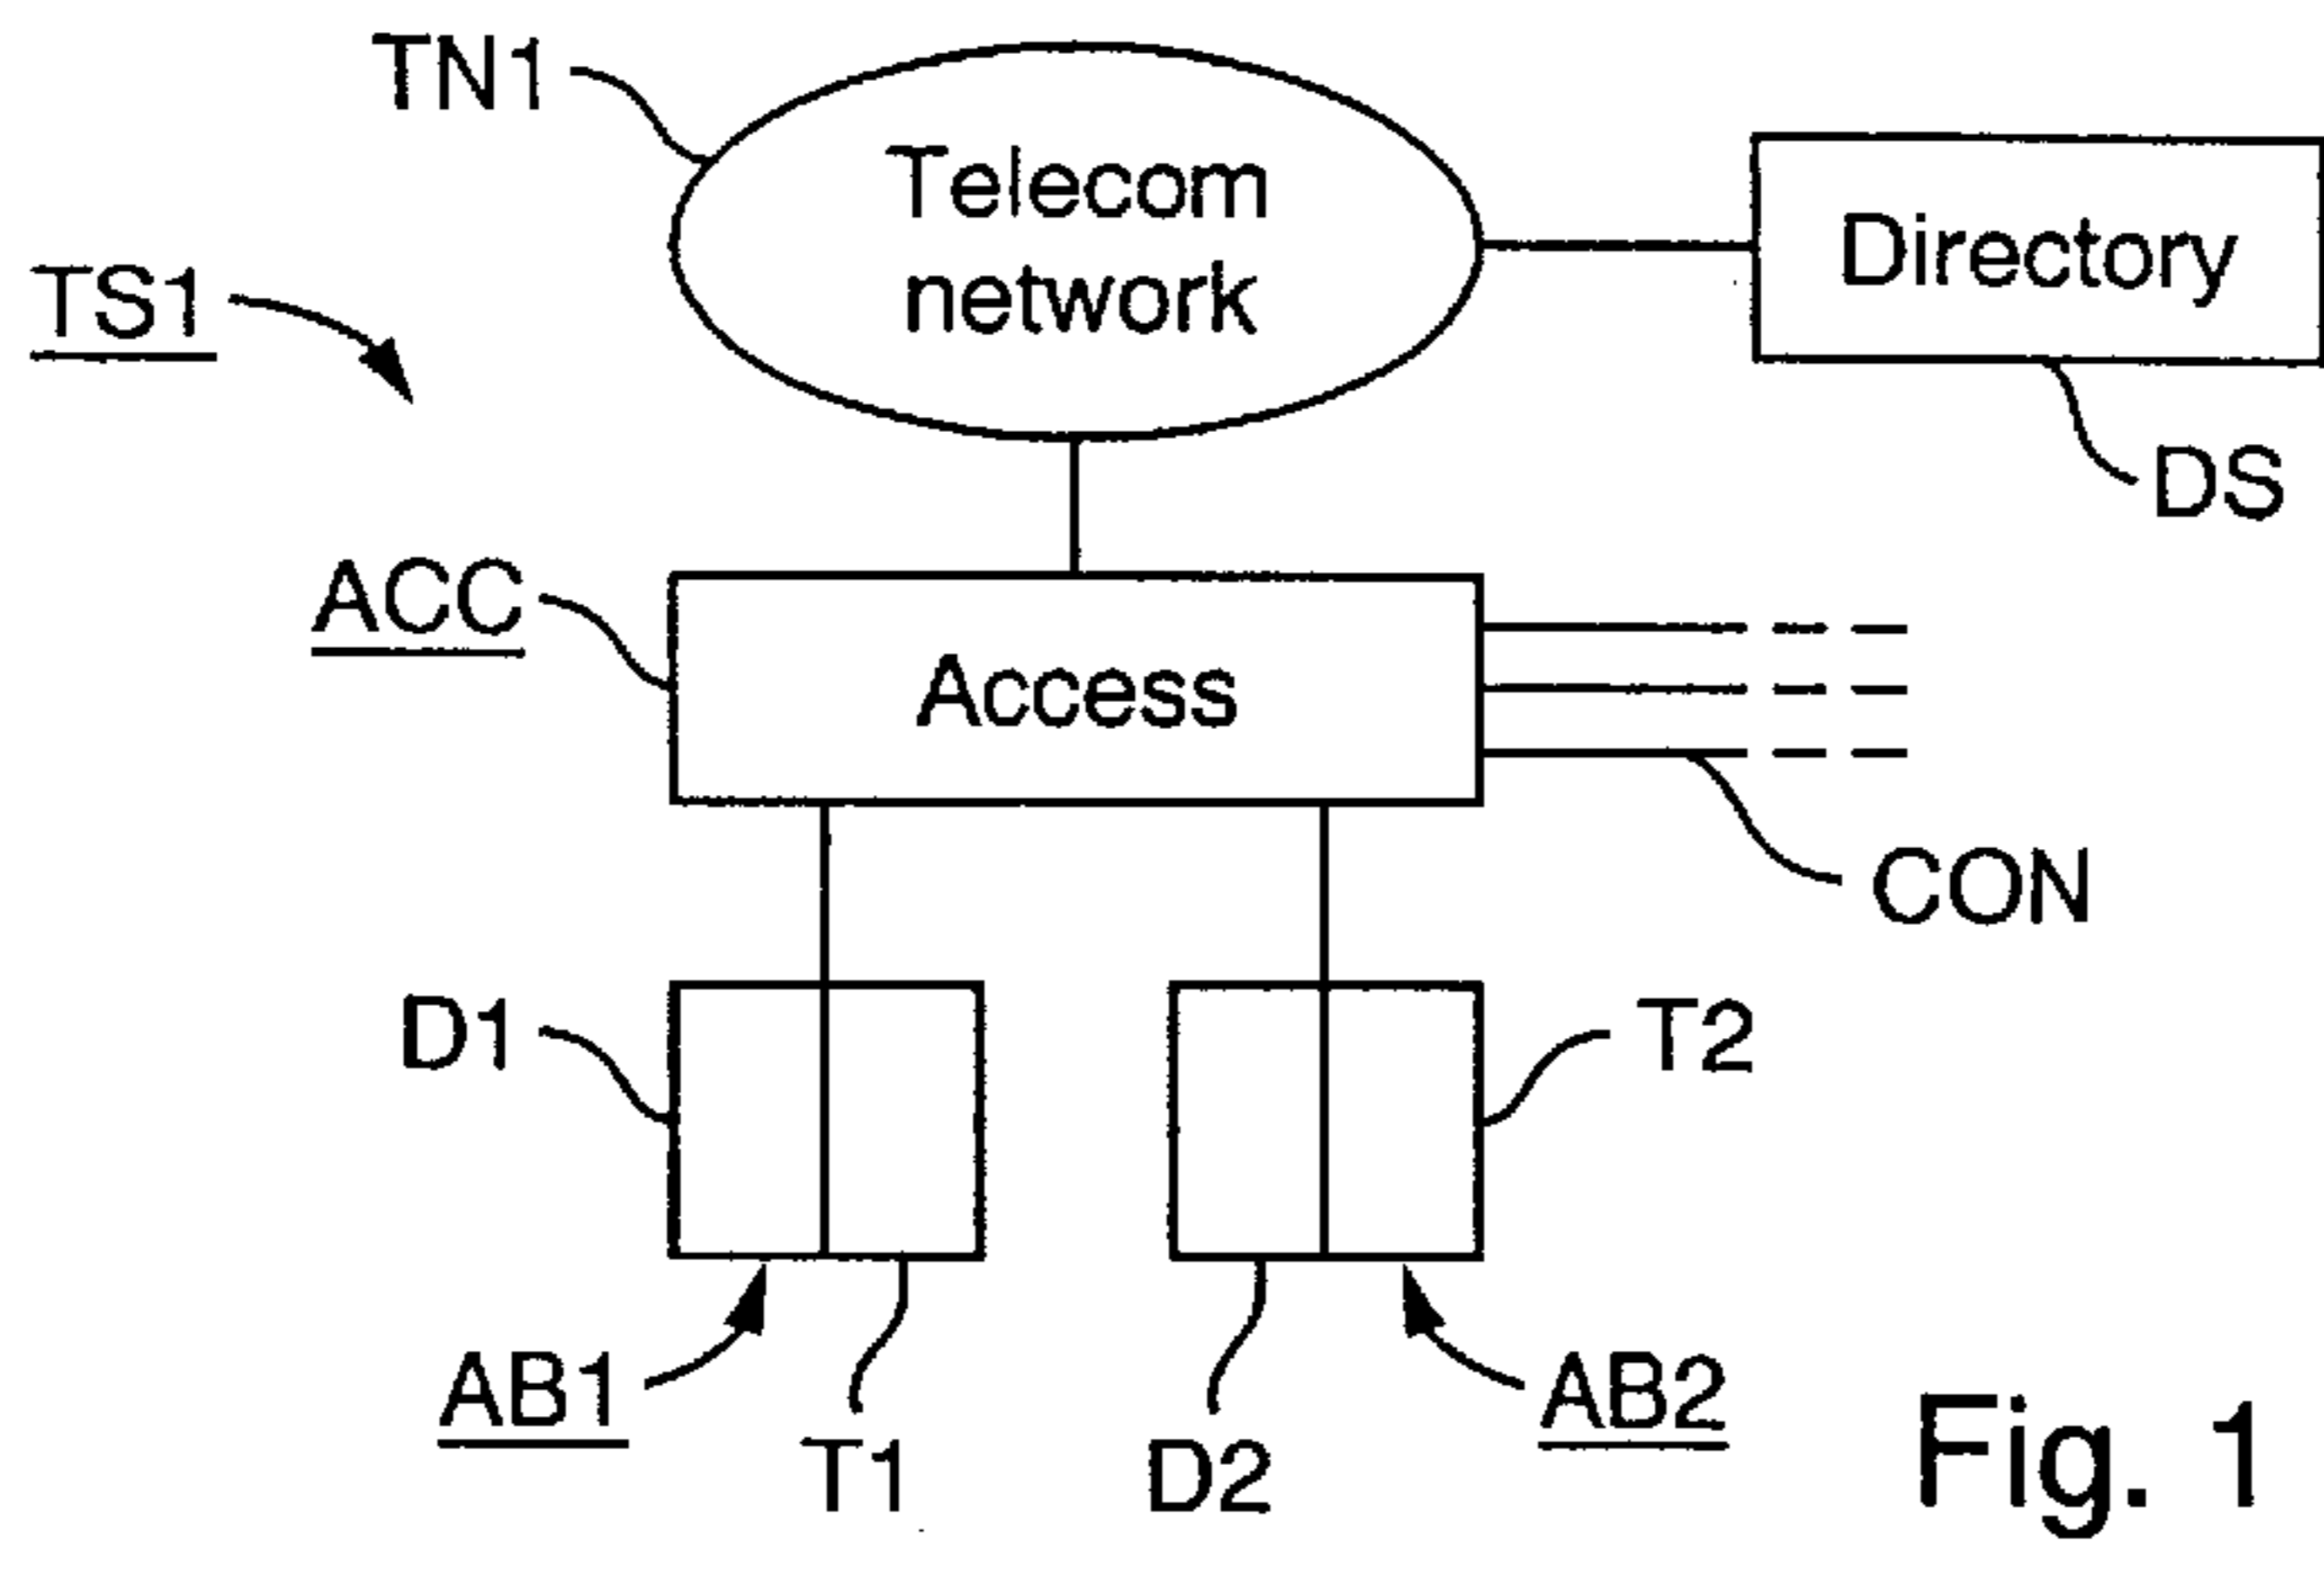 TN1
Telecom
network
Directory
TS1
DS
ACC
Access
CON
D1
T2
AB1
AB2
T1
D2
Fig. 1